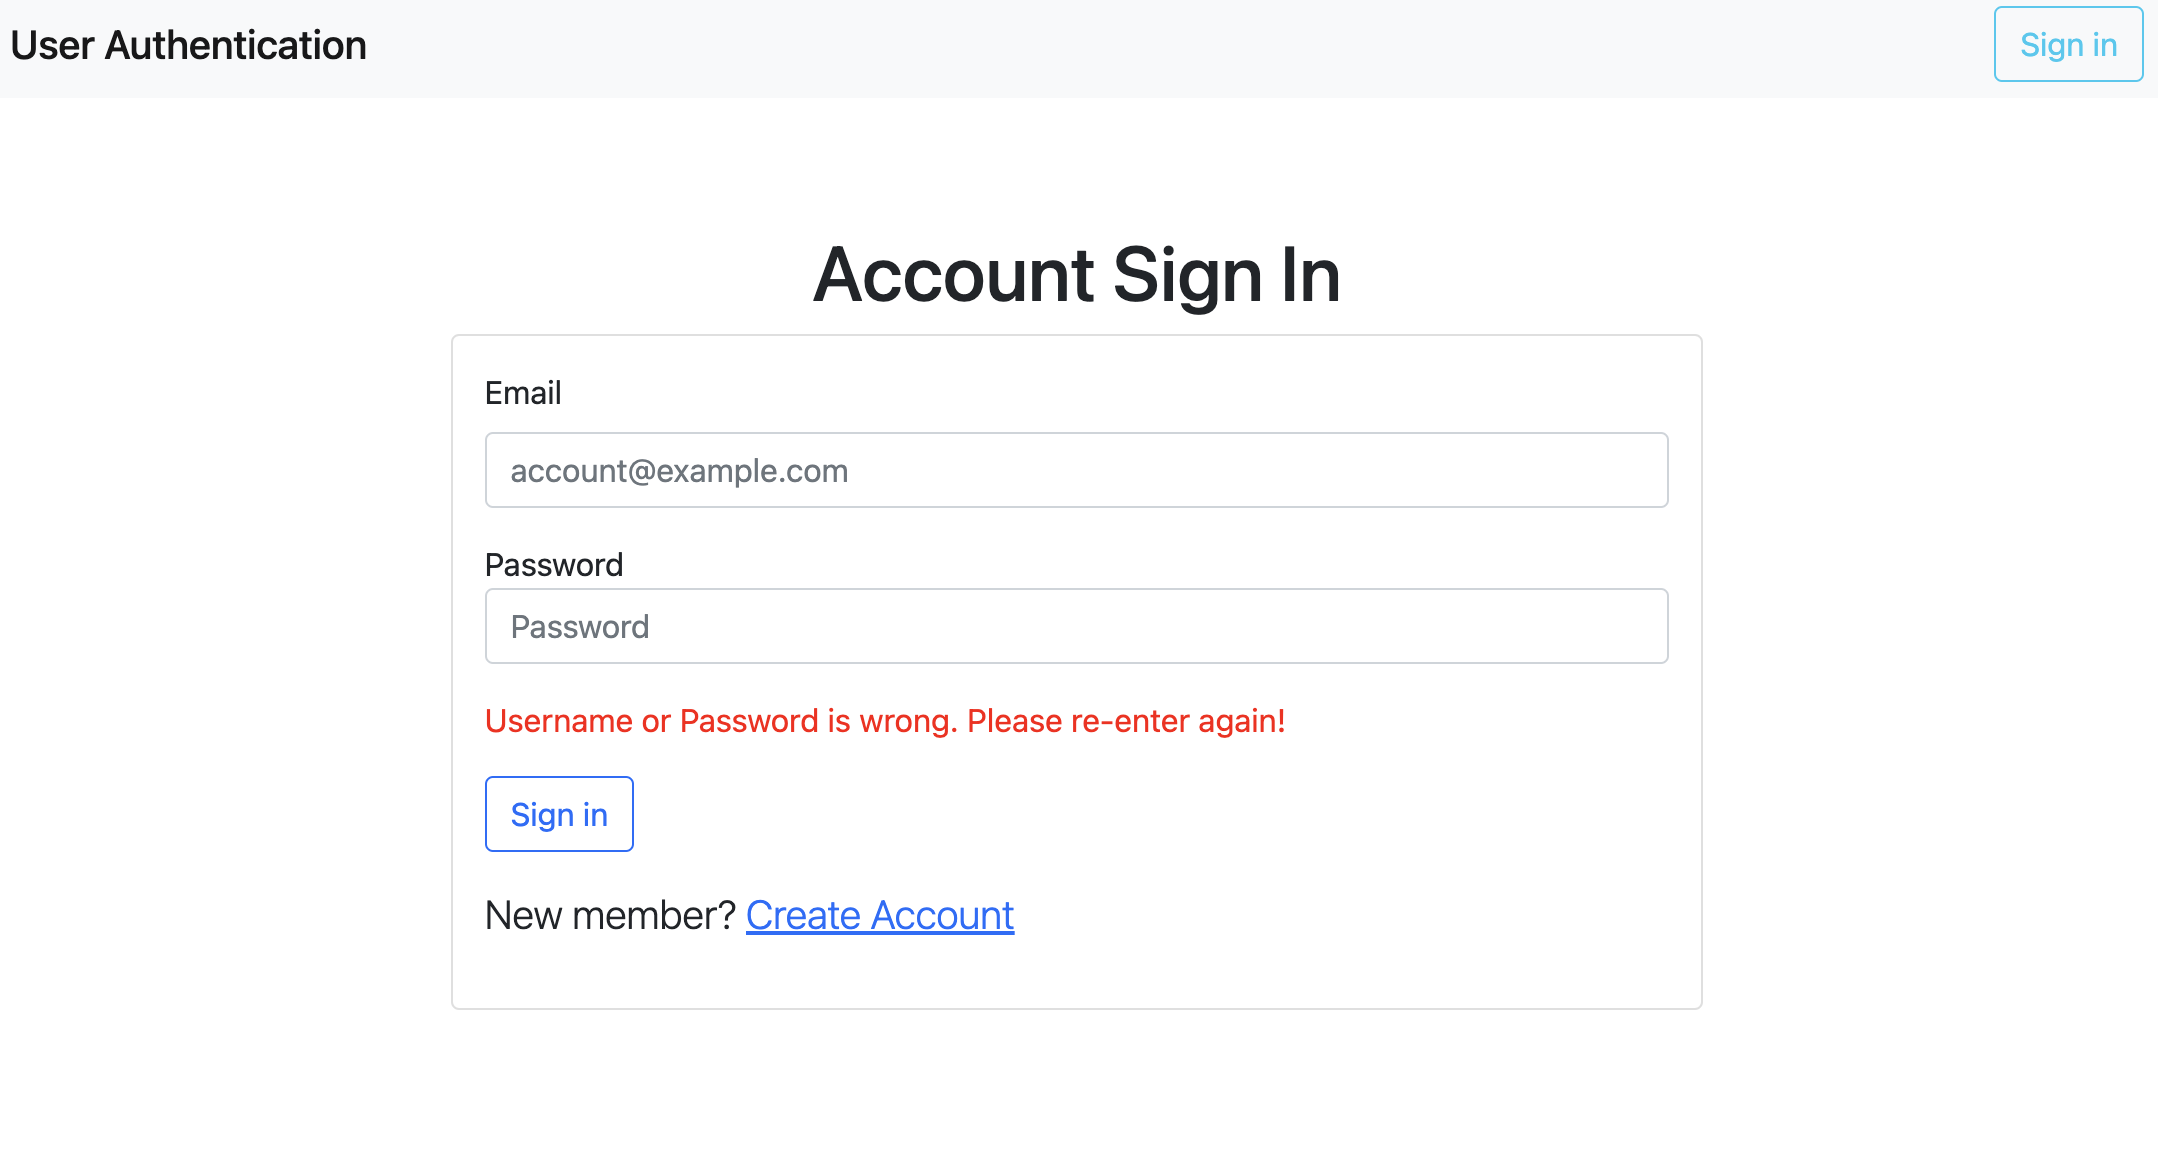 User Authentication
Sign in
Account Sign In
Email
account@example.com
Password
Password
Username or Password is wrong. Please re-enter again!
Sign in
New member? Create Account